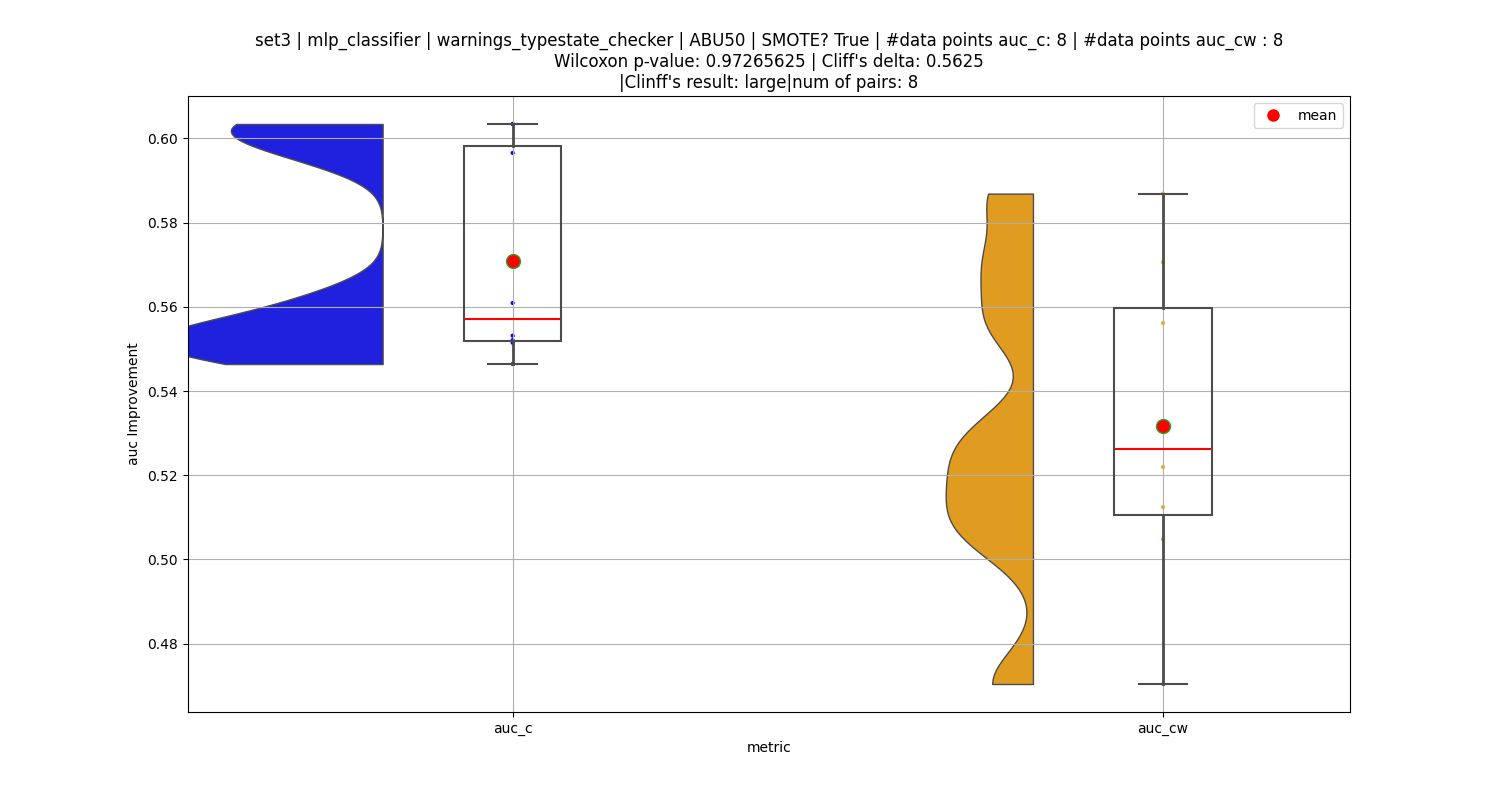 set3 | mlp_classifier | warnings_typestate_checker | ABU50 | SMOTE? True | #data points auc_c: 8 | #data points auc_cw : 8
Wilcoxon p-value: 0.97265625 | Cliff's delta: 0.5625
|Clinff's result: large|num of pairs: 8
mean
0.60
0.58
0.56
0.54
0.52
0.50
0.48
auc Improvement
auc_c
auc_cw
metric